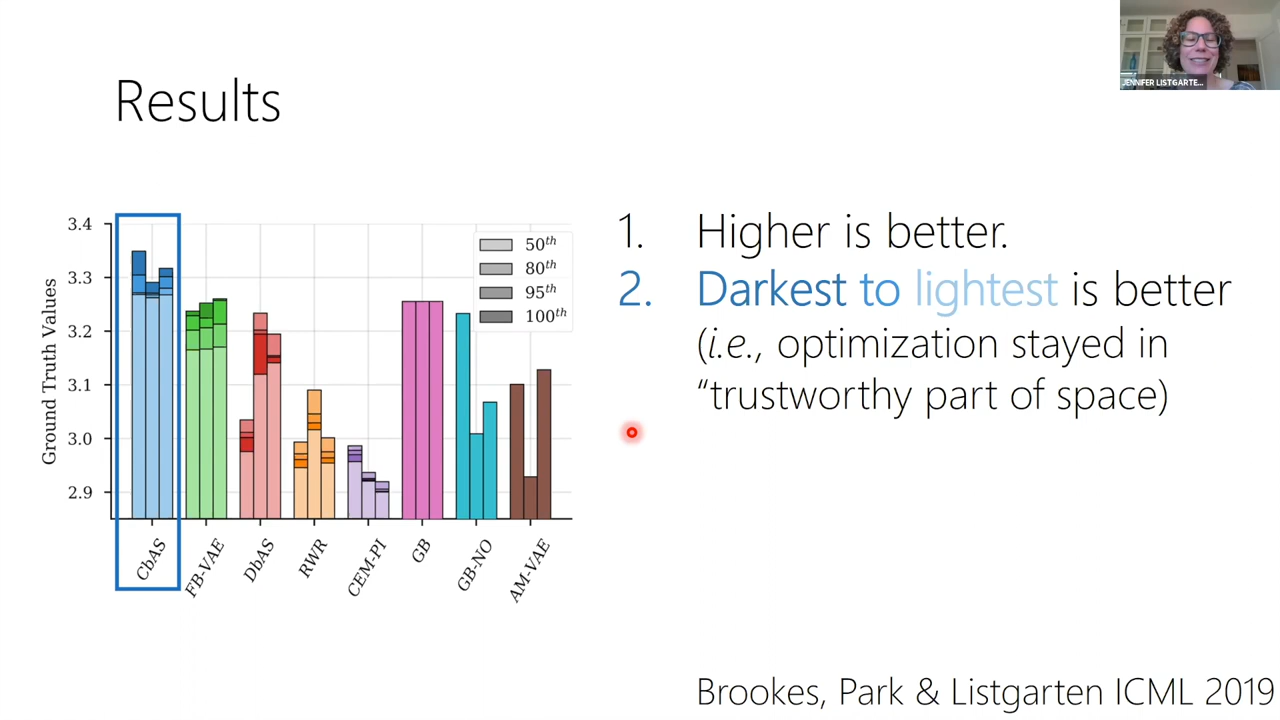 JENNIFER LISTGARTE...
Results
3.4
3.3
3.2
3.1
3.0
2.9
Ground Truth Values
50th
80th
95th
100th
CbAS
FB-VAE
DbAS
RWR
CEM-PI
GB
GB-NO
AM-VAE
1. Higher is better.
2. Darkest to lightest is better
(i.e., optimization stayed in
“trustworthy part of space)
Brookes, Park & Listgarten ICML 2019